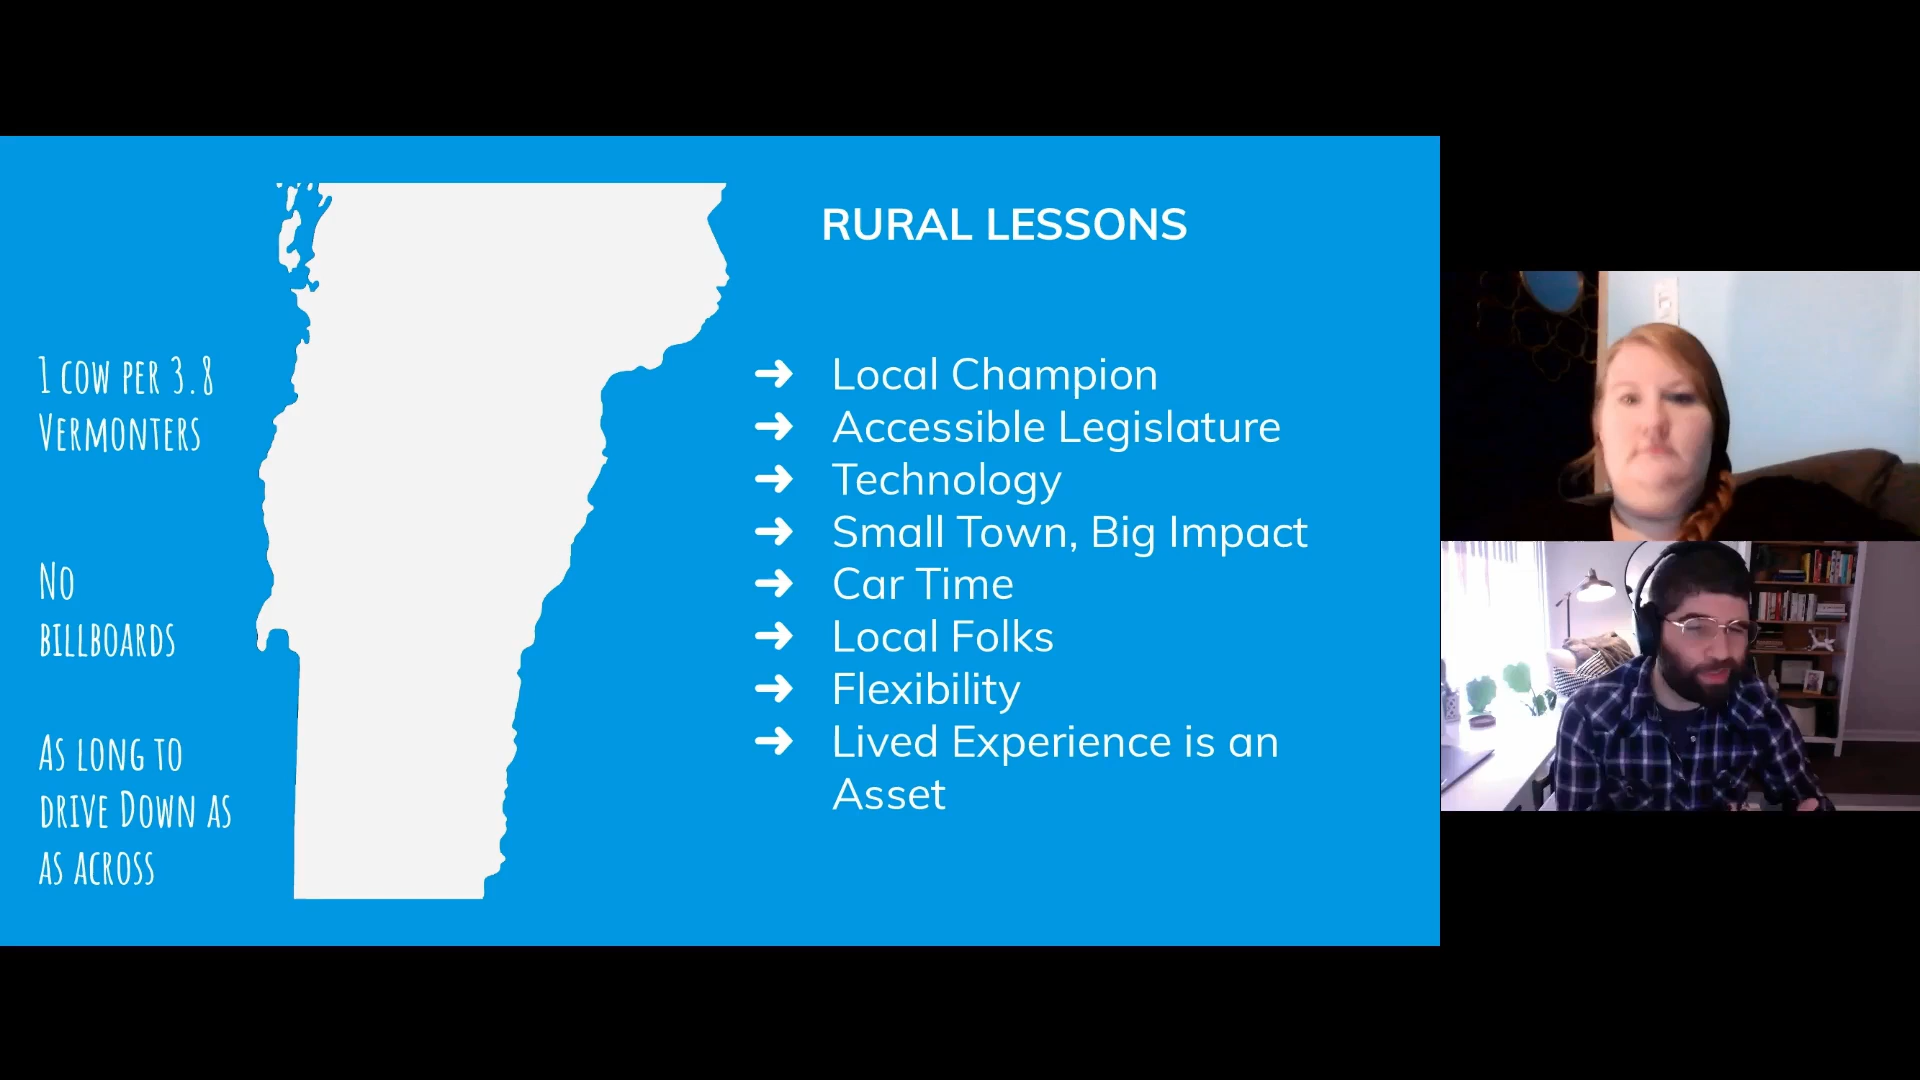 RURAL LESSONS
1 COW PER 3.8
VERMONTERS
NO
BILLBOARDS
AS LONG TO
DRIVE DOWN AS
AS ACROSS
➜ Local Champion
➜ Accessible Legislature
➜ Technology
➜ Small Town, Big Impact
➜ Car Time
➜ Local Folks
➜ Flexibility
➜ Lived Experience is an
Asset